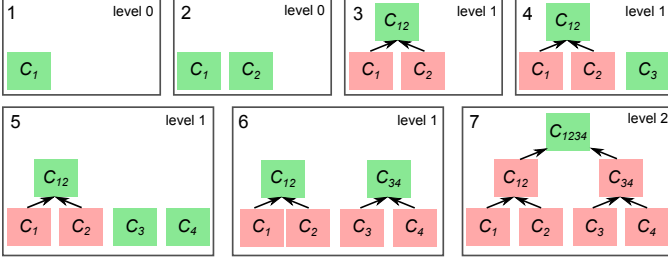 1 level 0
C1
2 level 0
C1 C2
3 level 1
C12
C1 C2
4 level 1
C12
C1 C2 C3
5 level 1
C12
C1 C2 C3 C4
6 level 1
C12 C34
C1 C2 C3 C4
7 level 2
C1234
C12 C34
C1 C2 C3 C4